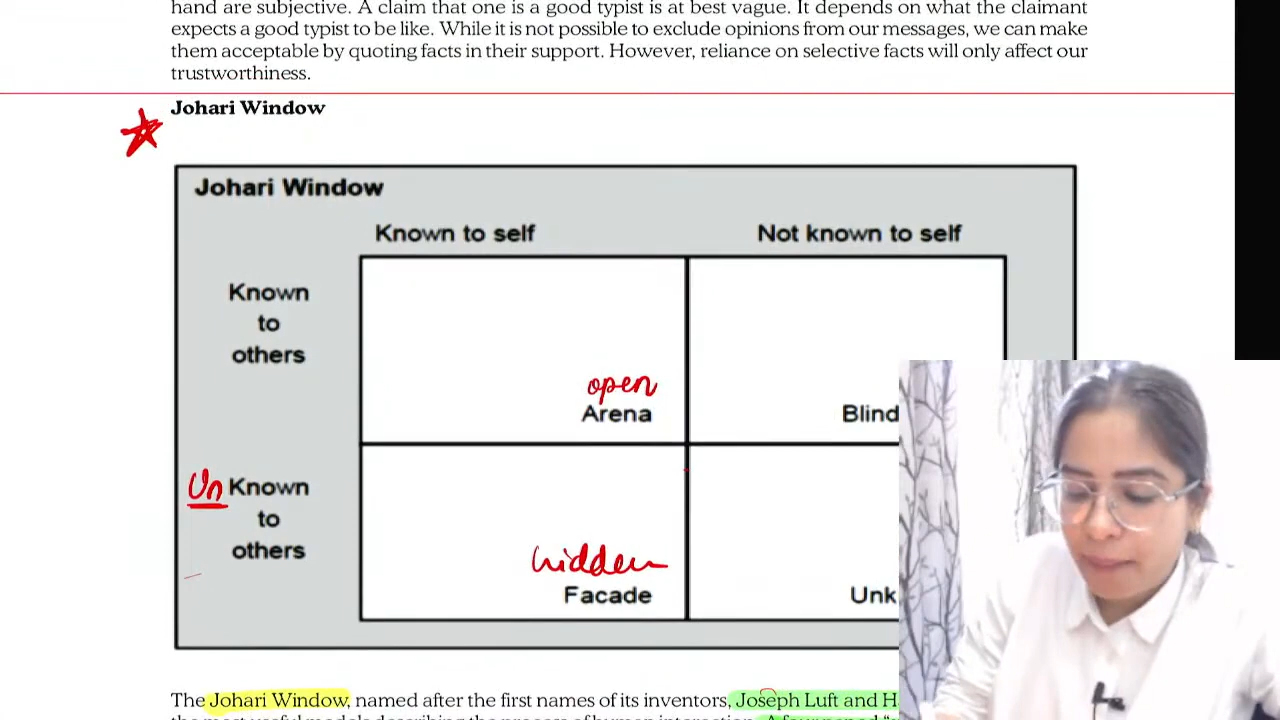 hand are subjective. A claim that one is a good typist is at best vague. It depends on what the claimant
expects a good typist to be like. While it is not possible to exclude opinions from our messages, we can make
them acceptable by quoting facts in their support. However, reliance on selective facts will only affect our
trustworthiness.
Johari Window
Johari Window
Known to self Not known to self
Known
to
others
open
Arena Blind
Un Known
to
others
hidden
Facade Unk
The Johari Window, named after the first names of its inventors, Joseph Luft and H